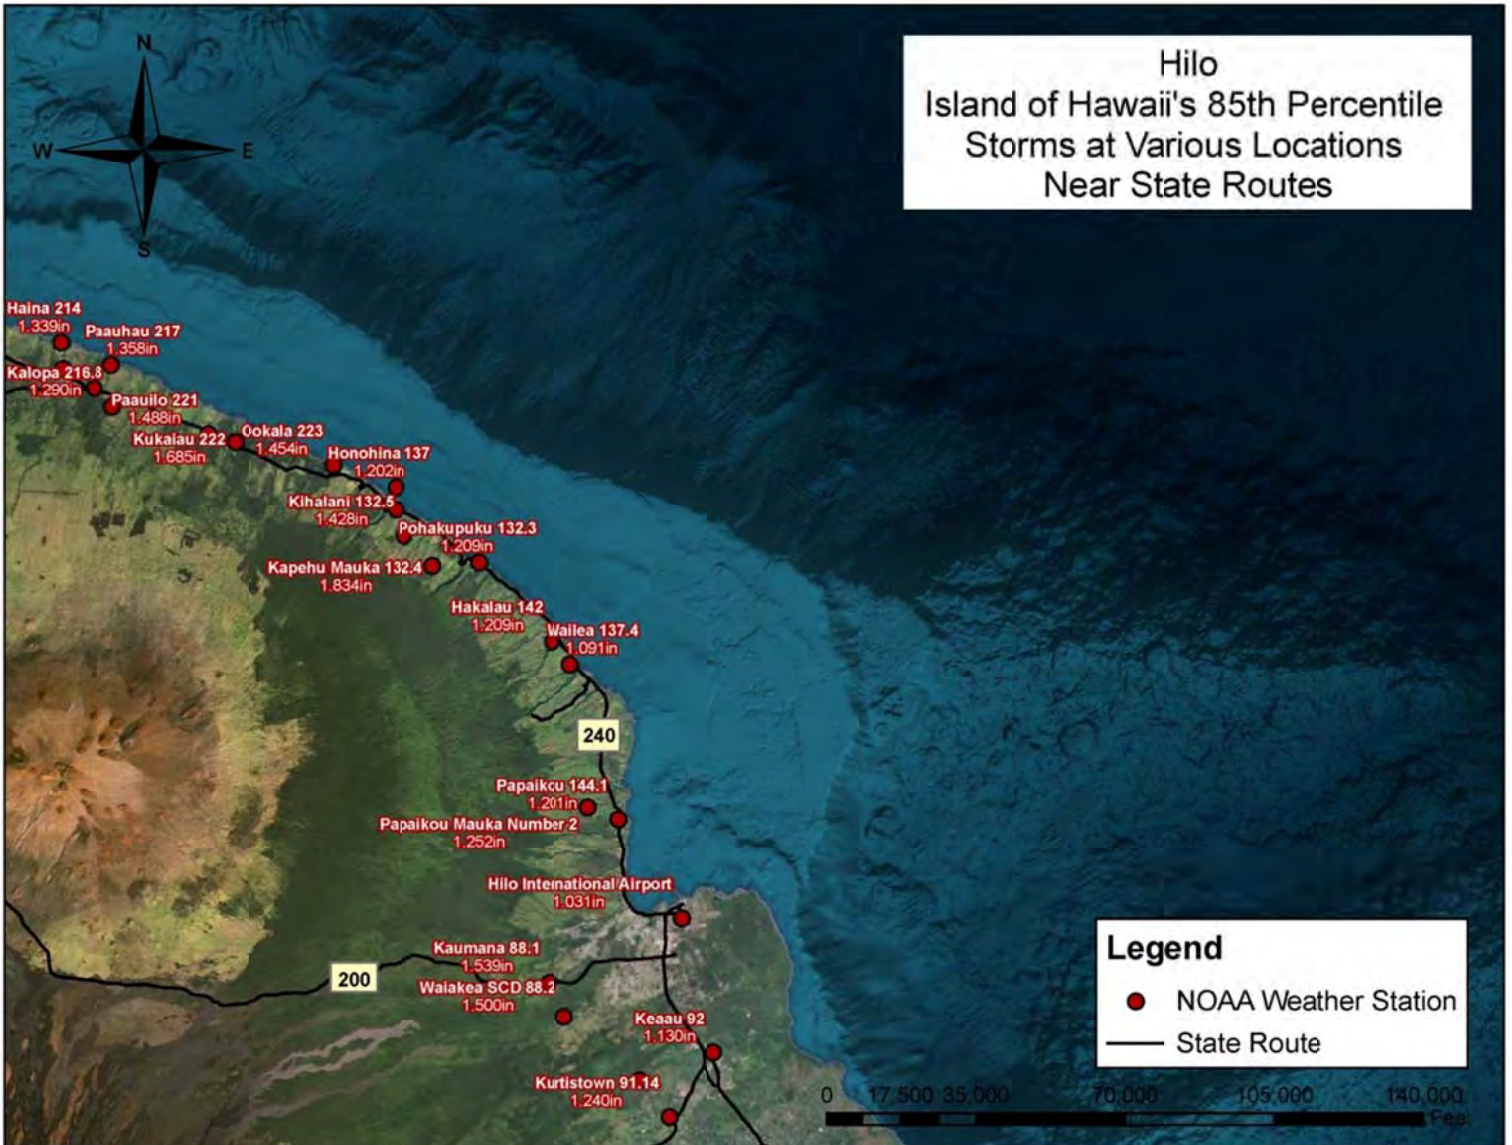 N
W
E
S
Hilo
Island of Hawaii's 85th Percentile
Storms at Various Locations
Near State Routes
Haina 214
1.339in
Paauhau 217
1.358in
Kalopa 216.8
1.290in
Paauilo 221
1.488in
Kukaiau 222
1.685in
Ookala 223
1.454in
Honohina 137
1.202in
Kihalani 132.5
1.428in
Pohakupuku 132.3
1.209in
Kapehu Mauka 132.4
1.834in
Hakalau 142
1.209in
Wailea 137.4
1.091in
240
Papaikou 144.1
1.201in
Papaikou Mauka Number 2
1.252in
Hilo International Airport
1.031in
Kaumana 88.1
1.539in
200
Waiakea SCD 88.2
1.500in
Keaau 92
1.130in
Kurtistown 91.14
1.240in
Legend
NOAA Weather Station
State Route
0 17,500 35,000 70,000 105,000 140,000
Feet